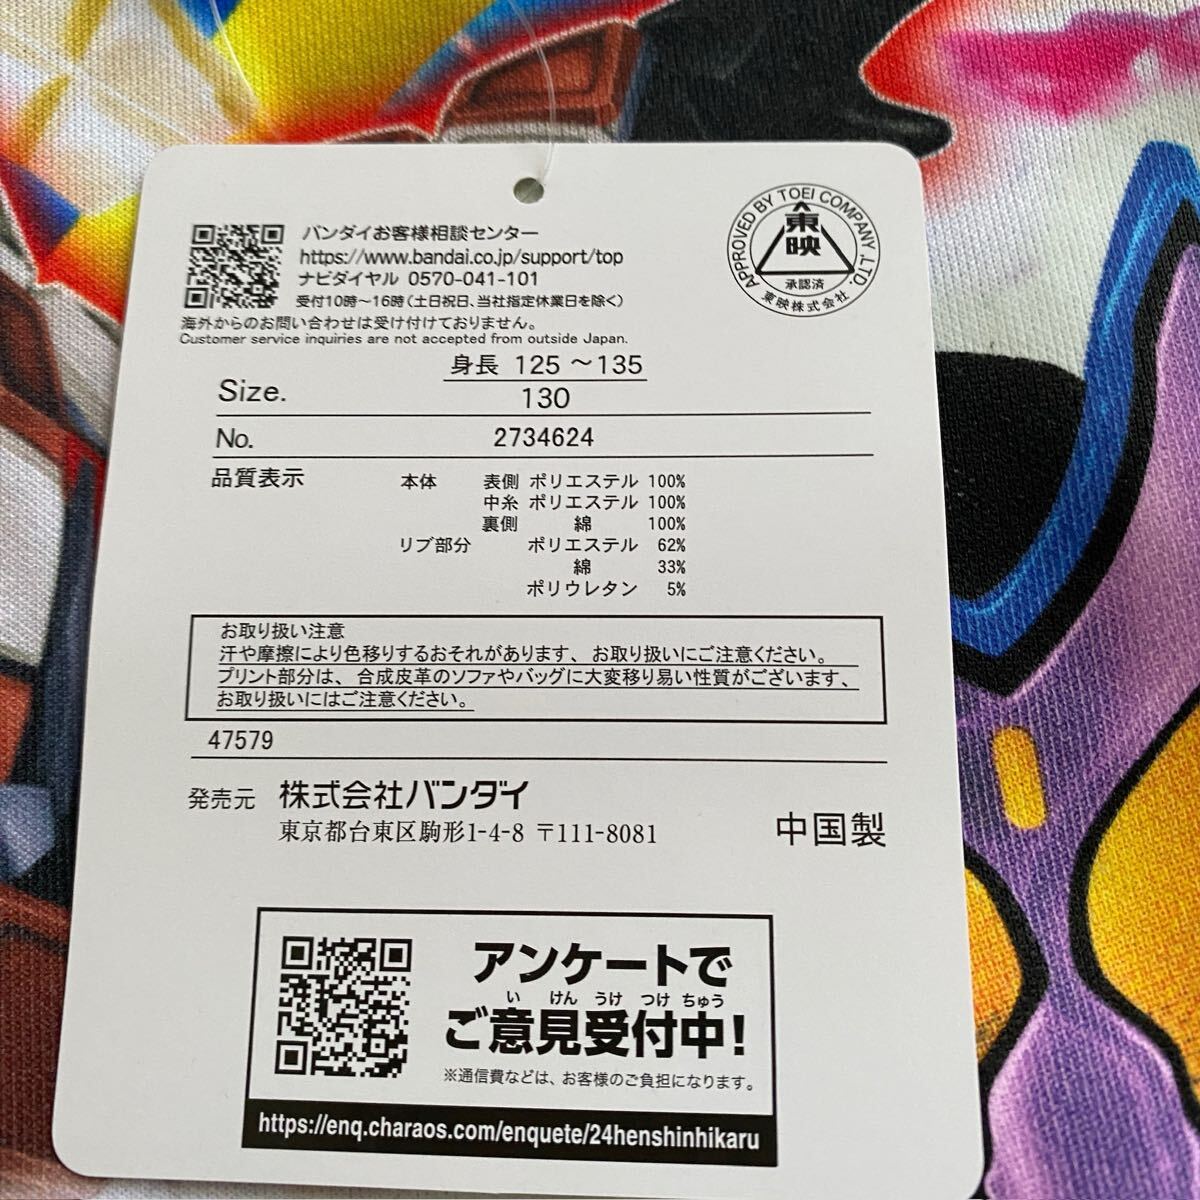 バンダイお客様相談センター
https://www.bandai.co.jp/support/top
ナビダイヤル 0570-041-101
受付10時～16時(土日祝日、当社指定休業日を除く)
海外からのお問い合わせは受け付けておりません。
Customer service inquiries are not accepted from outside Japan.
APPROVED BY TOEI COMPANY, LTD.
東映
承認済
東映株式会社
身長 125 ～135
Size. 130
No. 2734624
品質表示 本体 表側 ポリエステル 100%
中糸 ポリエステル 100%
裏側 綿 100%
リブ部分 ポリエステル 62%
綿 33%
ポリウレタン 5%
お取り扱い注意
汗や摩擦により色移りするおそれがあります、お取り扱いにご注意ください。
プリント部分は、合成皮革のソファやバッグに大変移り易い性質がございます、
お取り扱いにはご注意ください。
47579
発売元 株式会社バンダイ
東京都台東区駒形1-4-8 〒111-8081
中国製
アンケートで
い けん うけ つけ ちゅう
ご意見受付中!
※通信費などは、お客様のご負担になります。
https://enq.charaos.com/enquete/24henshinhikaru